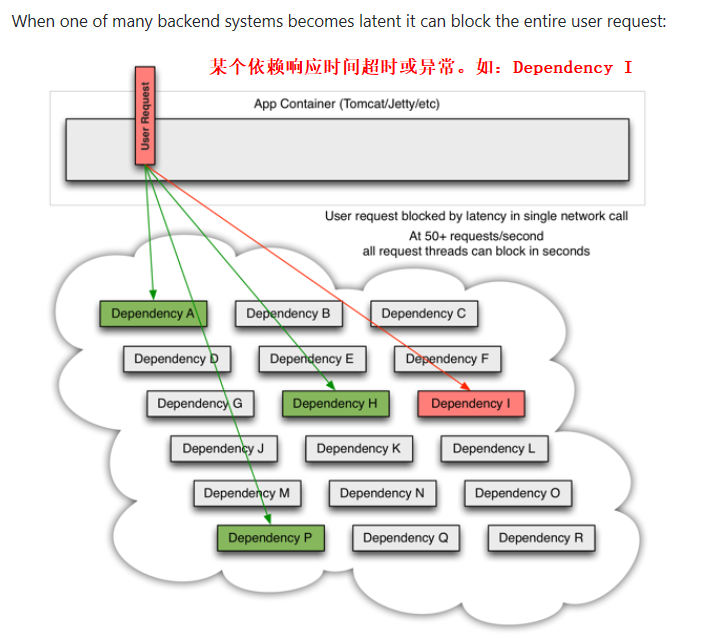 When one of many backend systems becomes latent it can block the entire user request:
某个依赖响应时间超时或异常。如：Dependency I
User Request
App Container (Tomcat/Jetty/etc)
User request blocked by latency in single network call
At 50+ requests/second
all request threads can block in seconds
Dependency A
Dependency B
Dependency C
Dependency D
Dependency E
Dependency F
Dependency G
Dependency H
Dependency I
Dependency J
Dependency K
Dependency L
Dependency M
Dependency N
Dependency O
Dependency P
Dependency Q
Dependency R